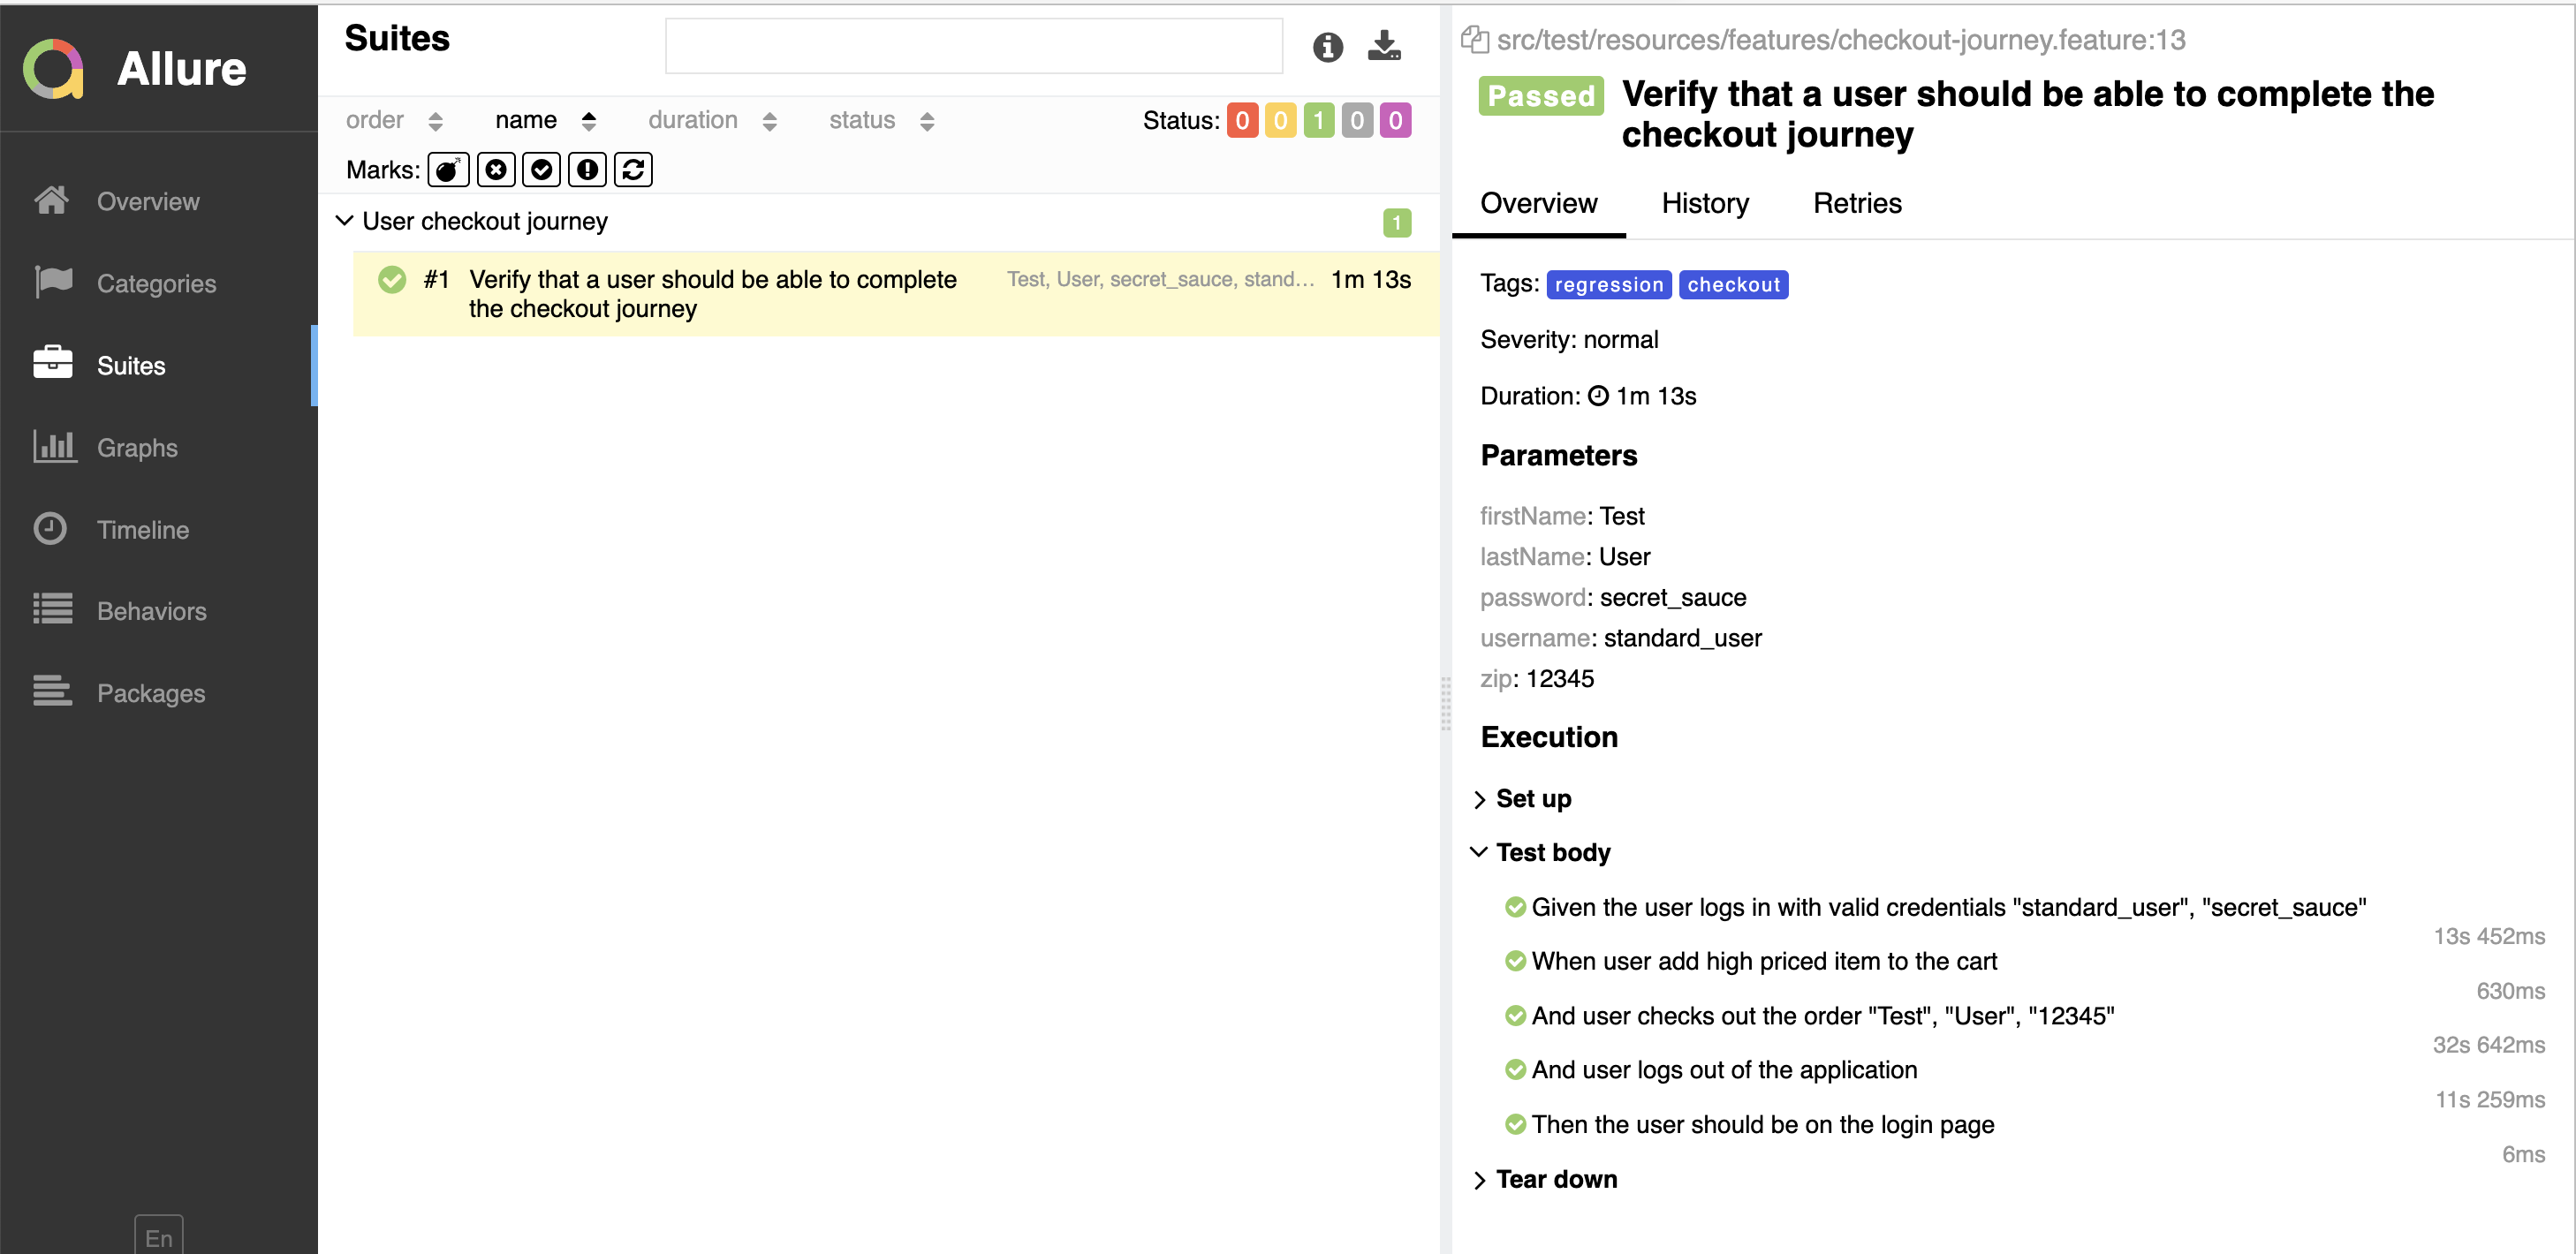 Allure
Overview
Categories
Suites
Graphs
Timeline
Behaviors
Packages
En
Suites
order name duration status Status: 0 0 1 0 0
Marks:
User checkout journey 1
#1 Verify that a user should be able to complete Test, User, secret_sauce, stand... 1m 13s
the checkout journey
src/test/resources/features/checkout-journey.feature:13
Passed Verify that a user should be able to complete the
checkout journey
Overview History Retries
Tags: regression checkout
Severity: normal
Duration: 1m 13s
Parameters
firstName: Test
lastName: User
password: secret_sauce
username: standard_user
zip: 12345
Execution
Set up
Test body
Given the user logs in with valid credentials "standard_user", "secret_sauce"
13s 452ms
When user add high priced item to the cart
630ms
And user checks out the order "Test", "User", "12345"
32s 642ms
And user logs out of the application
11s 259ms
Then the user should be on the login page
6ms
Tear down